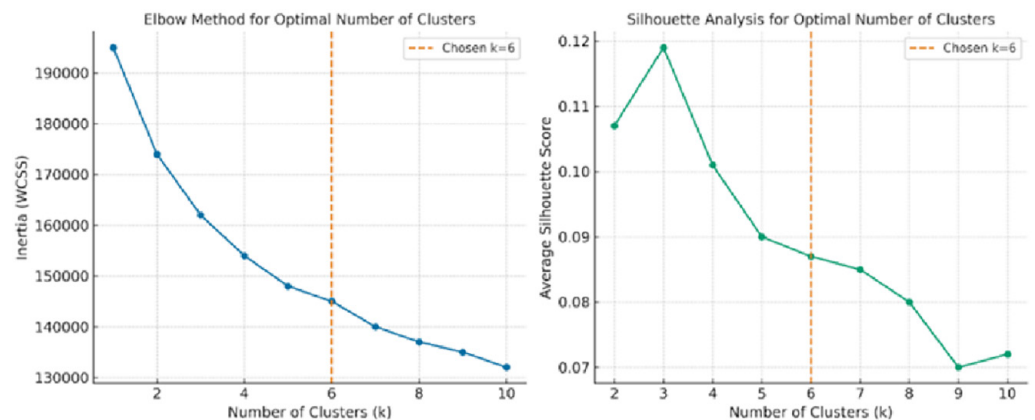 Elbow Method for Optimal Number of Clusters
Chosen k=6
190000
180000
170000
160000
150000
140000
130000
Inertia (WCSS)
2 4 6 8 10
Number of Clusters (k)
Silhouette Analysis for Optimal Number of Clusters
Chosen k=6
0.12
0.11
0.10
0.09
0.08
0.07
Average Silhouette Score
2 3 4 5 6 7 8 9 10
Number of Clusters (k)